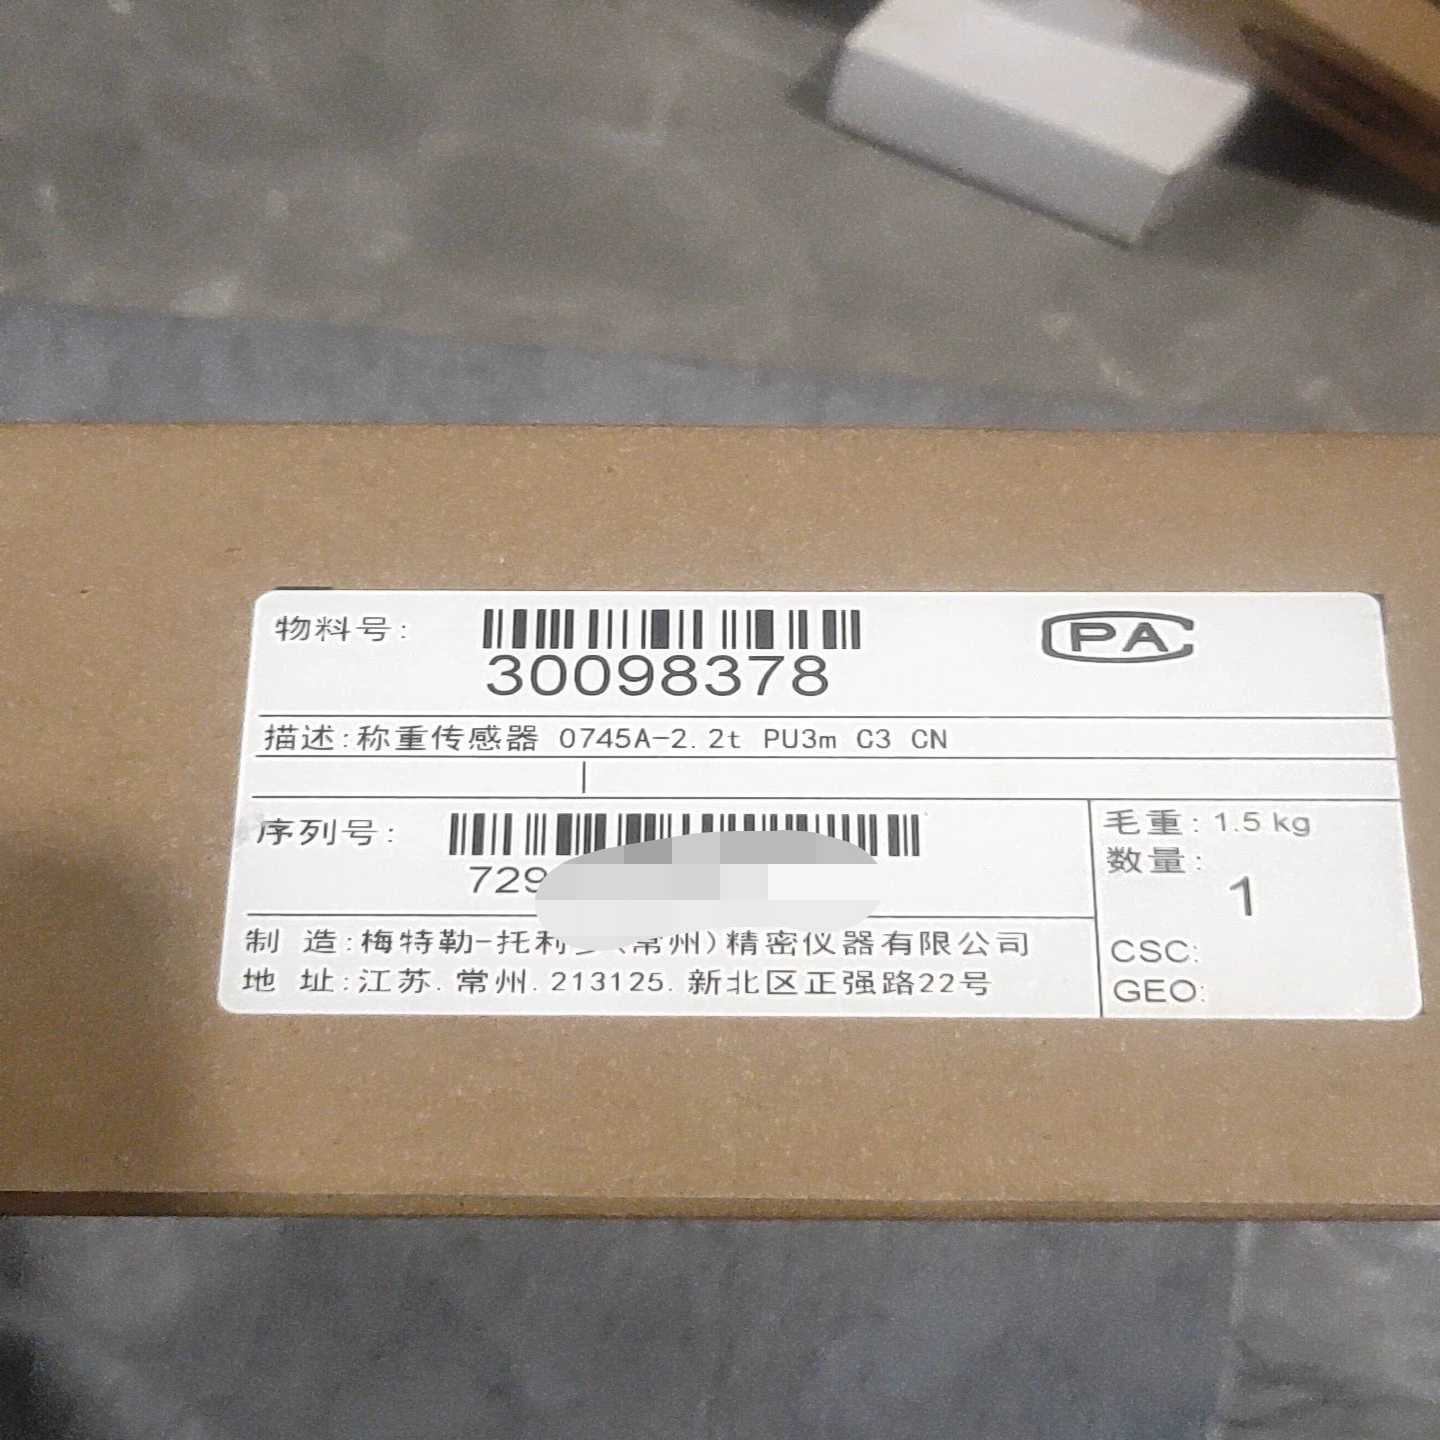 物料号:
30098378
CPA
描述:称重传感器 0745A-2.2t PU3m C3 CN
序列号:
729
毛重: 1.5 kg
数量:
1
制 造:梅特勒-托利 常州)精密仪器有限公司
地 址:江苏.常州.213125.新北区正强路22号
CSC:
GEO: